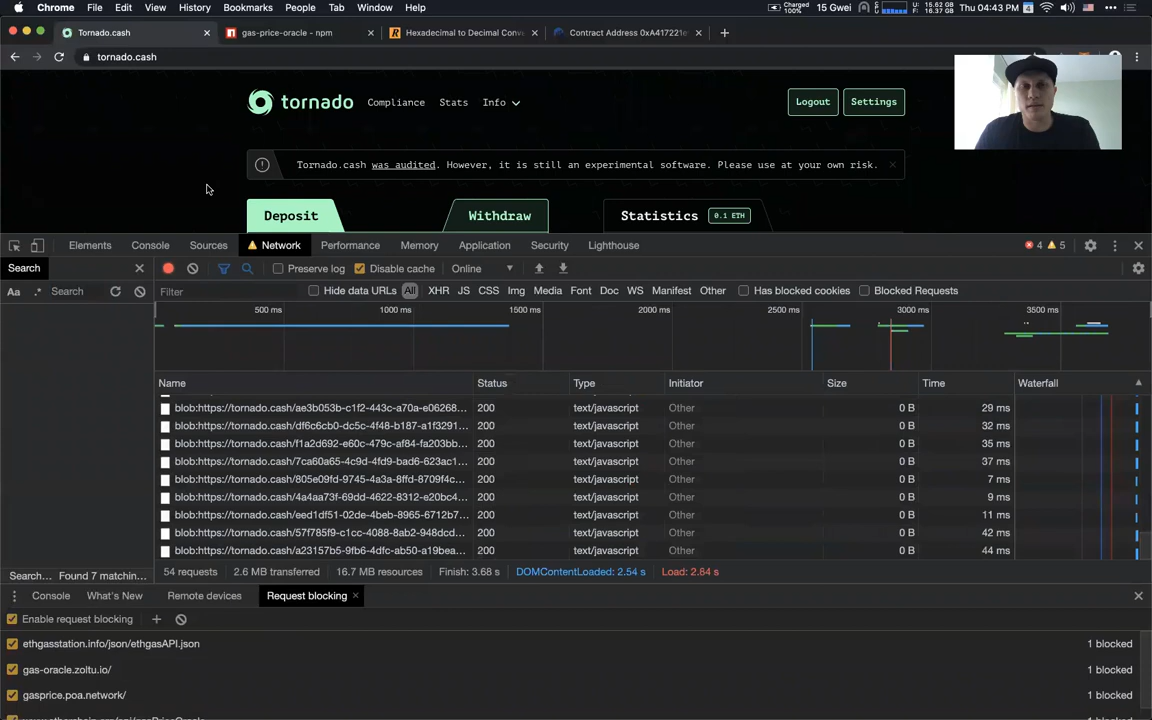 Chrome File Edit View History Bookmarks People Tab Window Help
Charged 100% 15 Gwei 15.62 GB 16.37 GB Thu 04:43 PM 4
Tornado.cash gas-price-oracle - npm Hexadecimal to Decimal Conve Contract Address 0xA417221e
tornado.cash
tornado Compliance Stats Info Logout Settings
Tornado.cash was audited. However, it is still an experimental software. Please use at your own risk.
Deposit Withdraw Statistics 0.1 ETH
Elements Console Sources Network Performance Memory Application Security Lighthouse 4 5
Search Preserve log Disable cache Online
Aa .* Search Filter Hide data URLs All XHR JS CSS Img Media Font Doc WS Manifest Other Has blocked cookies Blocked Requests
500 ms 1000 ms 1500 ms 2000 ms 2500 ms 3000 ms 3500 ms
Name Status Type Initiator Size Time Waterfall
blob:https://tornado.cash/ae3b053b-c1f2-443c-a70a-e06268... 200 text/javascript Other 0 B 29 ms
blob:https://tornado.cash/df6c6cb0-dc5c-4f48-b187-a1f3291... 200 text/javascript Other 0 B 32 ms
blob:https://tornado.cash/f1a2d692-e60c-479c-af84-fa203bb... 200 text/javascript Other 0 B 35 ms
blob:https://tornado.cash/7ca60a65-4c9d-4fd9-bad6-623ac1... 200 text/javascript Other 0 B 37 ms
blob:https://tornado.cash/805e09fd-9745-4a3a-8ffd-8709f4c... 200 text/javascript Other 0 B 7 ms
blob:https://tornado.cash/4a4aa73f-69dd-4622-8312-e20bc4... 200 text/javascript Other 0 B 9 ms
blob:https://tornado.cash/eed1df51-02de-4beb-8965-6712b7... 200 text/javascript Other 0 B 11 ms
blob:https://tornado.cash/57f785f9-c1cc-4088-8ab2-948dcd... 200 text/javascript Other 0 B 42 ms
blob:https://tornado.cash/a23157b5-9fb6-4dfc-ab50-a19bea... 200 text/javascript Other 0 B 44 ms
Search... Found 7 matchin... 54 requests 2.6 MB transferred 16.7 MB resources Finish: 3.68 s DOMContentLoaded: 2.54 s Load: 2.84 s
Console What's New Remote devices Request blocking
Enable request blocking
ethgasstation.info/json/ethgasAPI.json 1 blocked
gas-oracle.zoltu.io/ 1 blocked
gasprice.poa.network/ 1 blocked